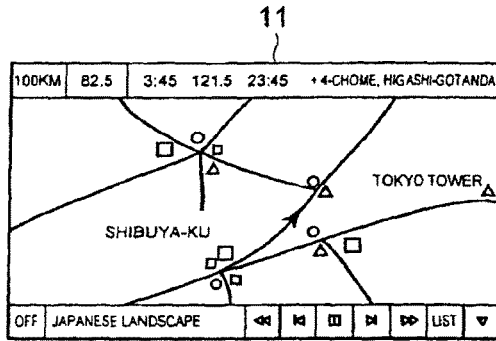 11
100KM 82.5 3:45 121.5 23:45 + 4-CHOME, HIGASHI-GOTANDA
TOKYO TOWER
SHIBUYA-KU
OFF JAPANESE LANDSCAPE LIST